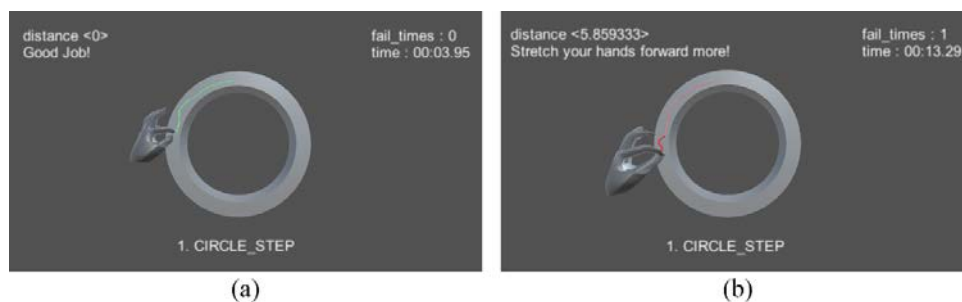 distance <0>
Good Job!
fail_times : 0
time : 00:03.95
1. CIRCLE_STEP
(a)
distance <5.859333>
Stretch your hands forward more!
fail_times : 1
time : 00:13.29
1. CIRCLE_STEP
(b)